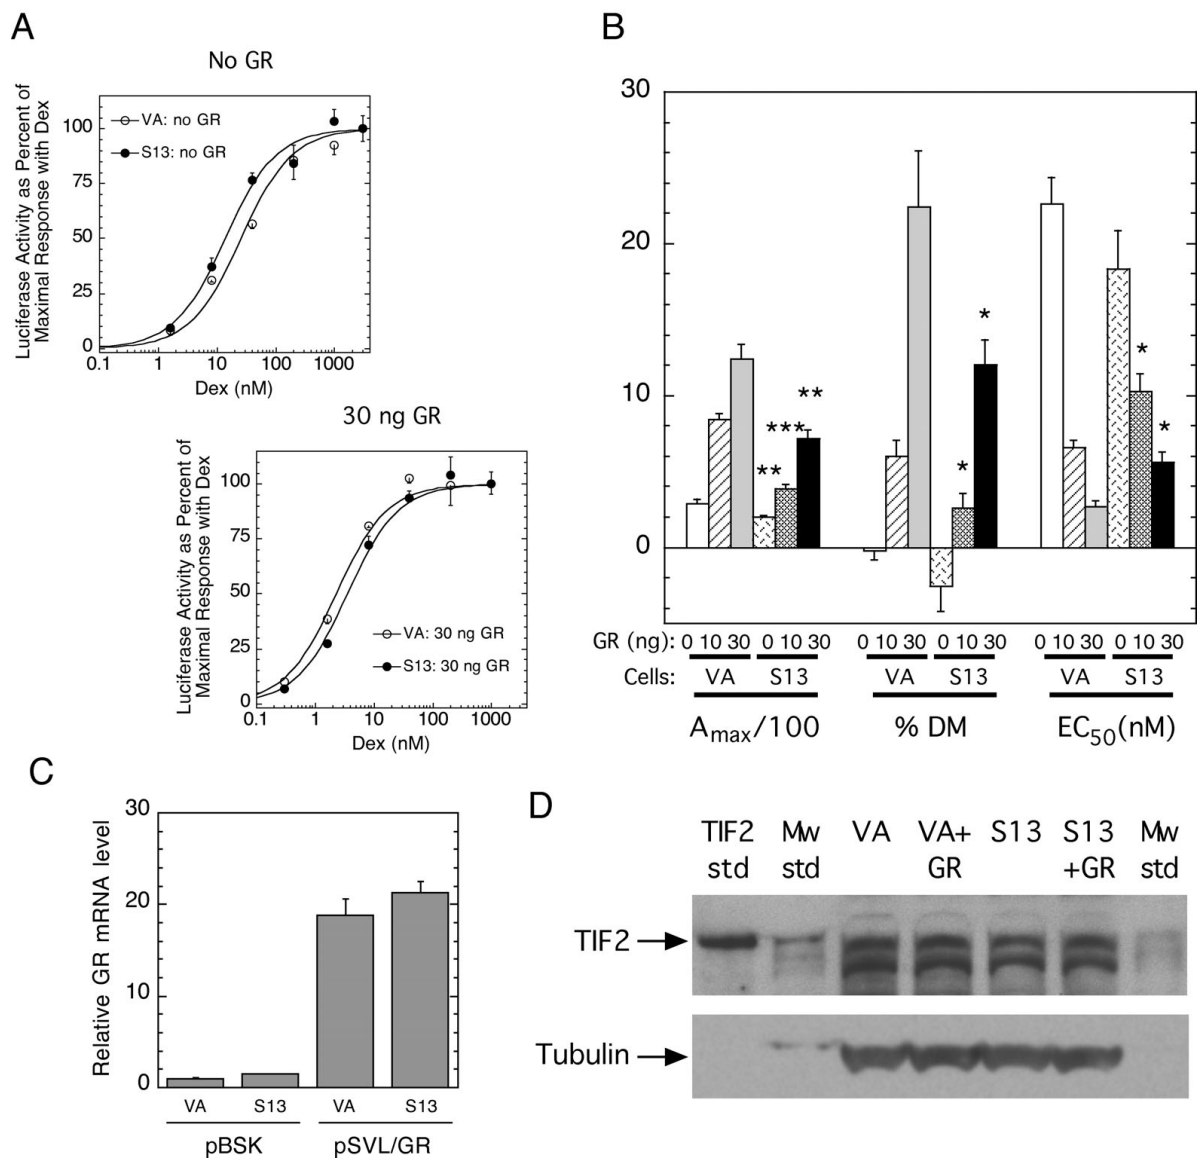 A
No GR
Luciferase Activity as Percent of
Maximal Response with Dex
VA: no GR
S13: no GR
100
75
50
25
0
0.1 1 10 100 1000
Dex (nM)
30 ng GR
Luciferase Activity as Percent of
Maximal Response with Dex
100
75
50
25
0
VA: 30 ng GR
S13: 30 ng GR
0.1 1 10 100 1000
Dex (nM)
B
30
20
10
0
** *** **
* *
* *
GR (ng): 0 10 30 0 10 30 0 10 30 0 10 30 0 10 30 0 10 30
Cells: VA S13 VA S13 VA S13
Amax/100 % DM EC50(nM)
C
Relative GR mRNA level
30
20
10
0
VA S13 VA S13
pBSK pSVL/GR
D
TIF2 Mw VA VA+ S13 S13 Mw
std std GR +GR std
TIF2
Tubulin